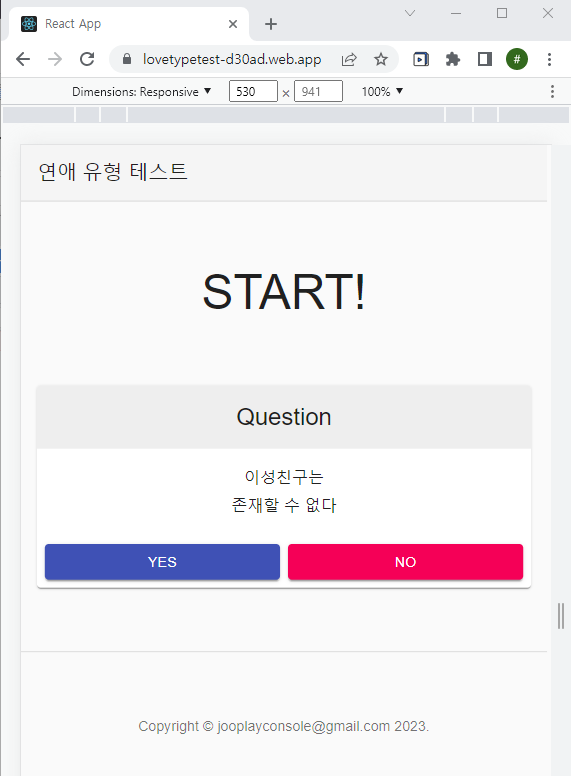 React App
lovetypetest-d30ad.web.app
#
Dimensions: Responsive ▼ 530 × 941 100% ▼
연애 유형 테스트
START!
Question
이성친구는
존재할 수 없다
YES NO
Copyright © jooplayconsole@gmail.com 2023.